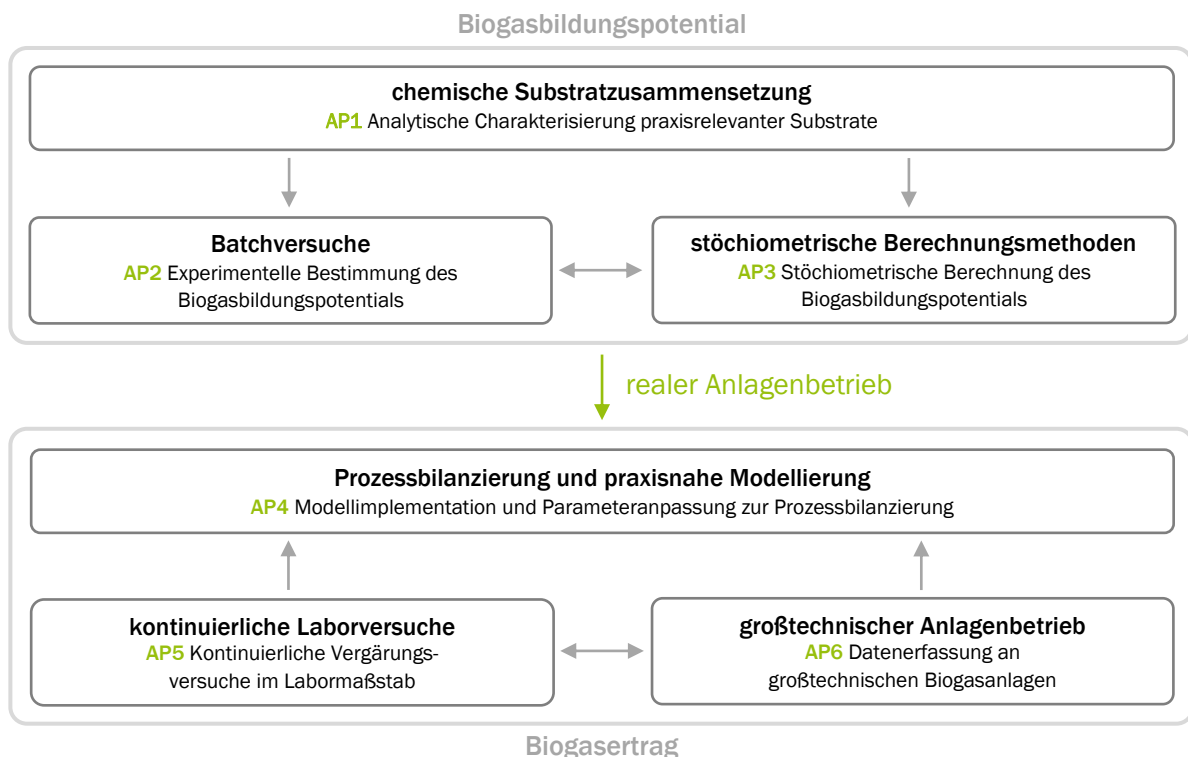 Biogasbildungspotential
chemische Substratzusammensetzung
AP1 Analytische Charakterisierung praxisrelevanter Substrate
Batchversuche
AP2 Experimentelle Bestimmung des
Biogasbildungspotentials
stöchiometrische Berechnungsmethoden
AP3 Stöchiometrische Berechnung des
Biogasbildungspotentials
realer Anlagenbetrieb
Prozessbilanzierung und praxisnahe Modellierung
AP4 Modellimplementation und Parameteranpassung zur Prozessbilanzierung
kontinuierliche Laborversuche
AP5 Kontinuierliche Vergärungs-
versuche im Labormaßstab
großtechnischer Anlagenbetrieb
AP6 Datenerfassung an
großtechnischen Biogasanlagen
Biogasertrag